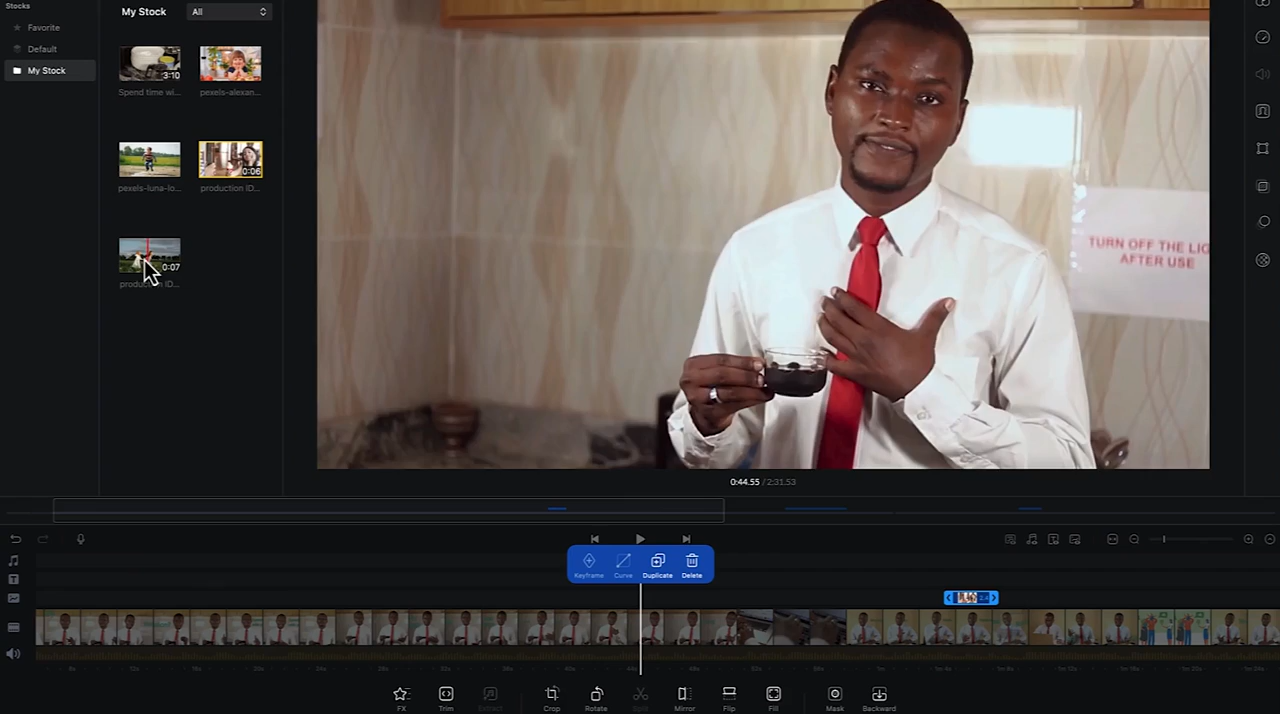 Stocks
My Stock
All
Favorite
Default
My Stock
3:10
Spend time wi...
pexels-alexan...
0:06
pexels-luna-lo...
production ID...
0:07
production ID...
TURN OFF THE LIG
AFTER USE
0:44.55 / 2:31.53
Keyframe
Curve
Duplicate
Delete
FX
Trim
Extract
Crop
Rotate
Split
Mirror
Flip
Fill
Mask
Backward